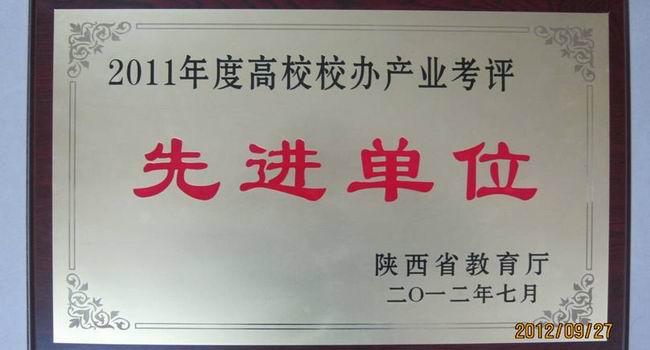 2011年度高校校办产业考评
先进单位
陕西省教育厅
二〇一二年七月
2012/09/27